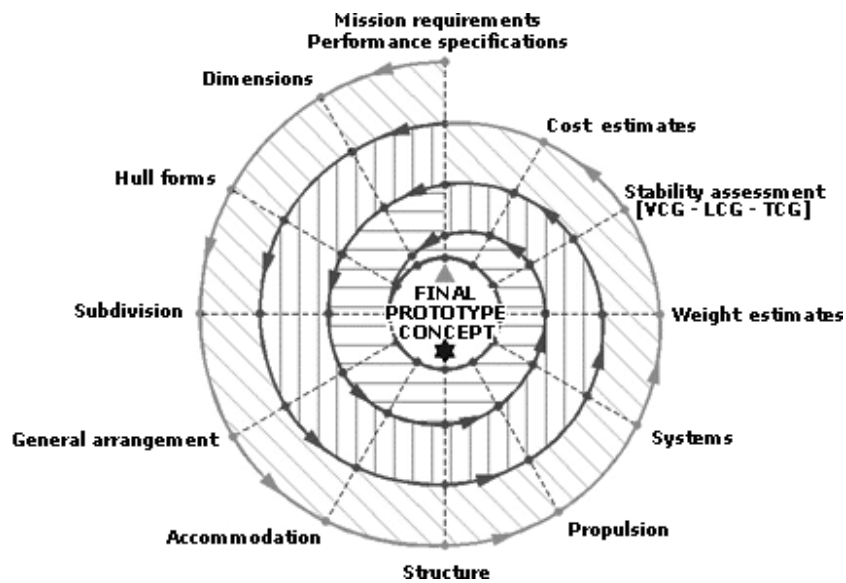 Mission requirements
Performance specifications
Dimensions
Cost estimates
Hull forms
Stability assessment
[VCG - LCG - TCG]
FINAL
PROTOTYPE
CONCEPT
Subdivision
Weight estimates
General arrangement
Systems
Accommodation
Propulsion
Structure